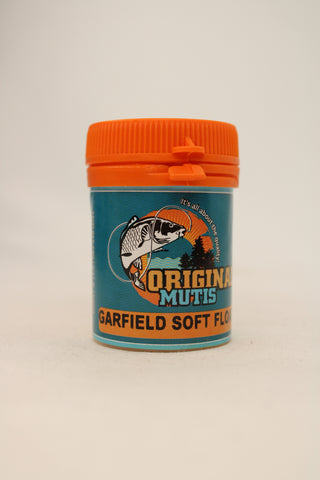 It's all about the quality!
ORIGINA
MUTIS
GARFIELD SOFT FLO